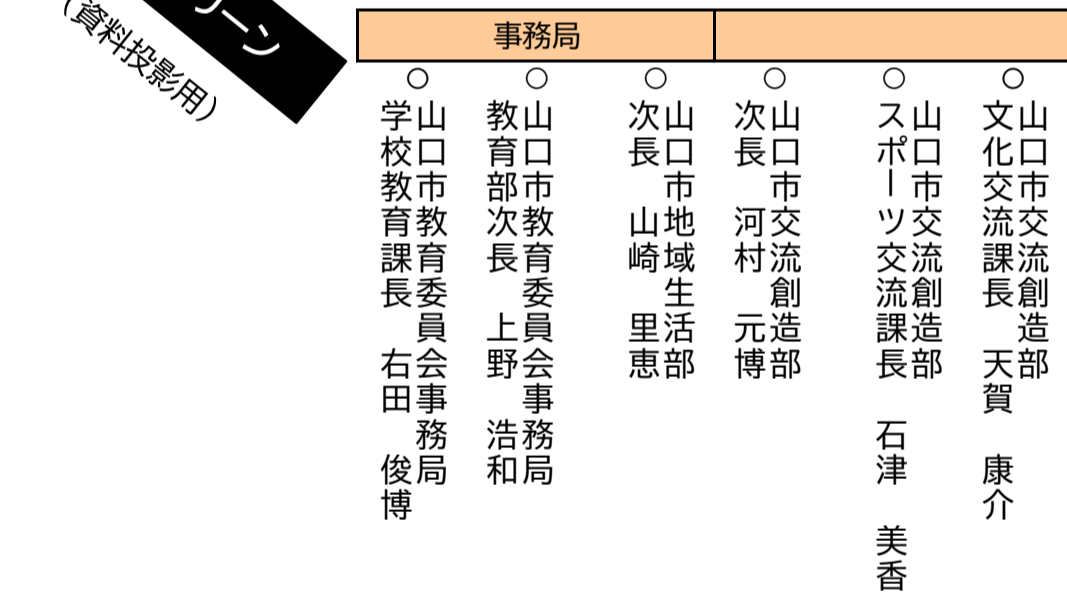 リーン
(資料投影用)
事務局
○ ○ ○ ○ ○ ○
山口市交流創造部
文化交流課長 天賀 康介
山口市交流創造部
スポーツ交流課長 石津 美香
山口市交流創造部
次長 河村 元博
山口市地域生活部
次長 山崎 里恵
山口市教育委員会事務局
教育部次長 上野 浩和
山口市教育委員会事務局
学校教育課長 右田 俊博